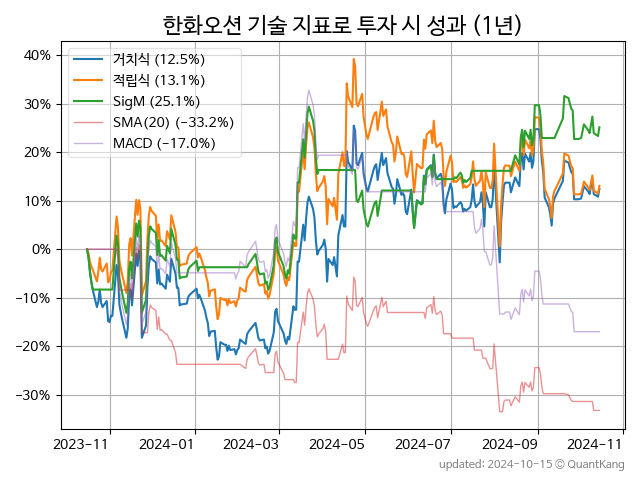 한화오션 기술 지표로 투자 시 성과 (1년)
거치식 (12.5%)
적립식 (13.1%)
SigM (25.1%)
SMA(20) (−33.2%)
MACD (−17.0%)
40%
30%
20%
10%
0%
−10%
−20%
−30%
2023-11
2024-01
2024-03
2024-05
2024-07
2024-09
2024-11
updated: 2024-10-15 © QuantKang